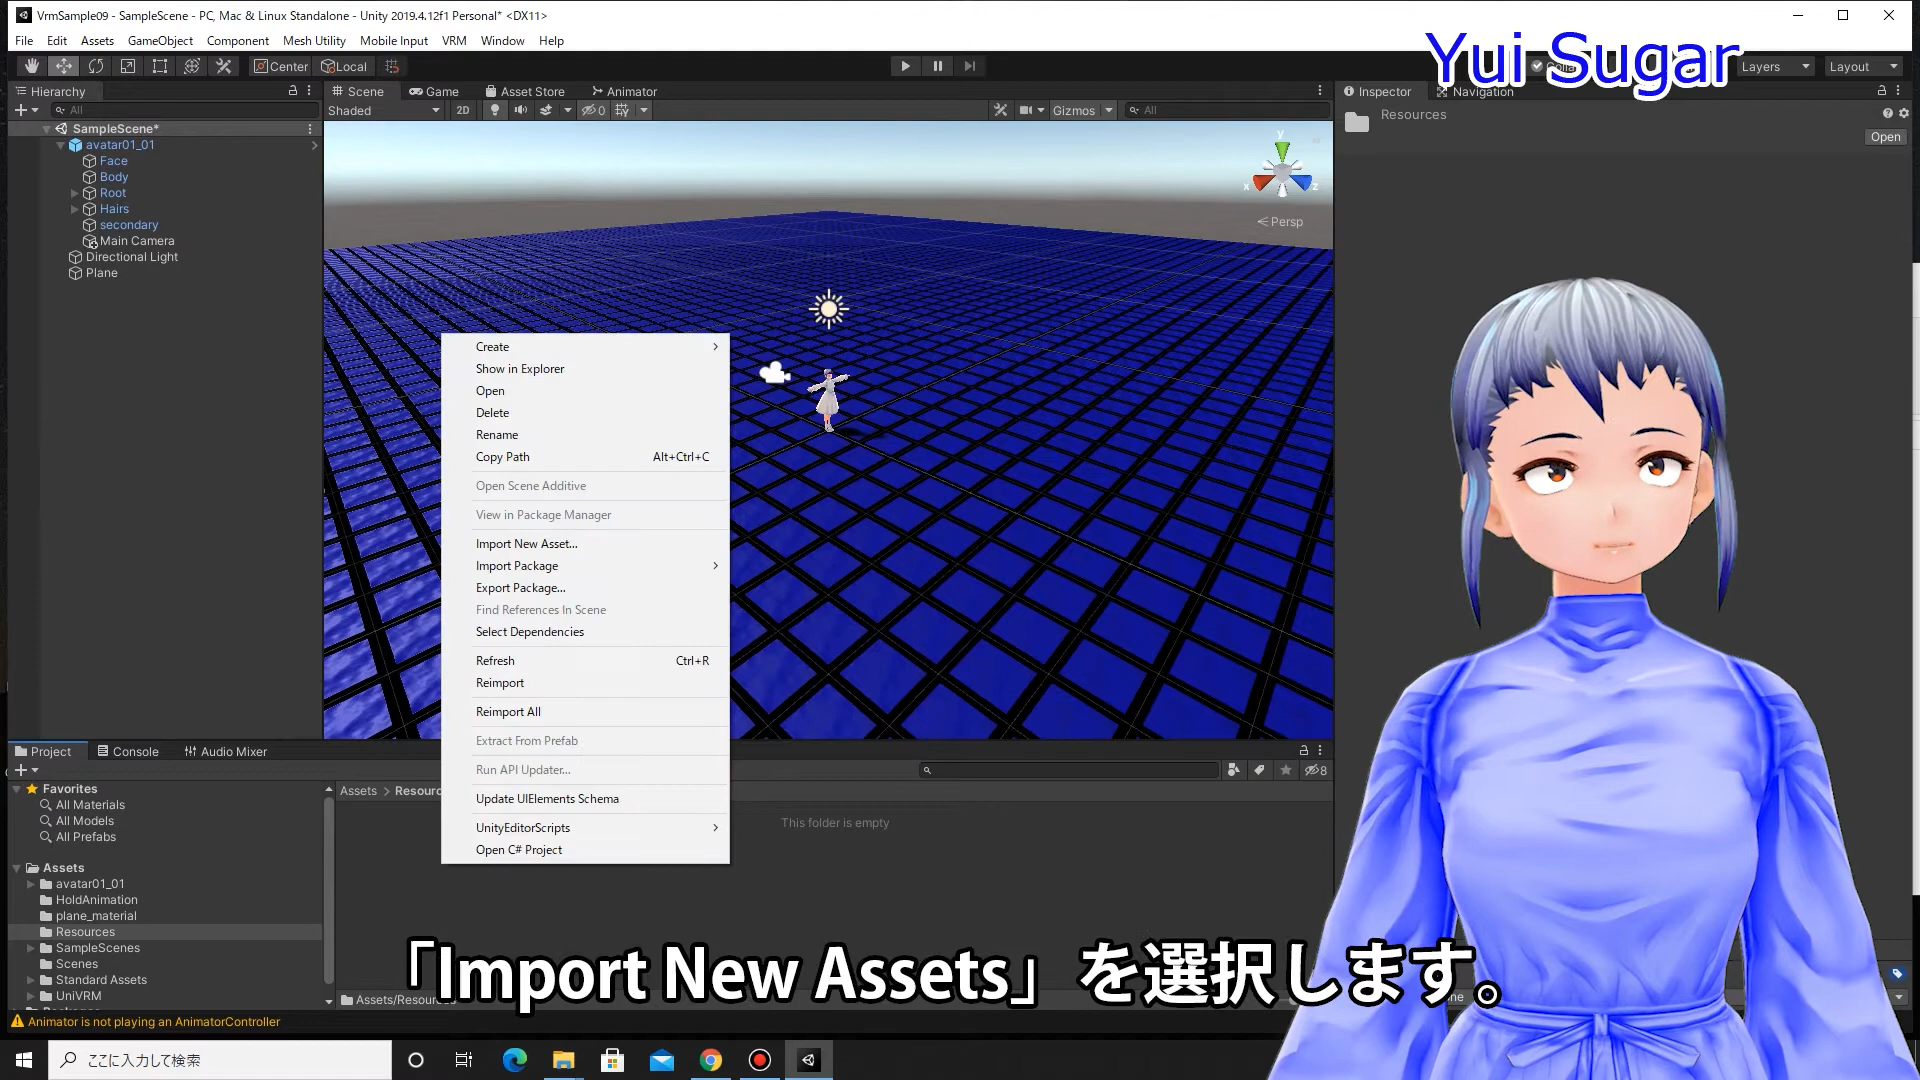 VrmSample09 - SampleScene - PC, Mac & Linux Standalone - Unity 2019.4.12f1 Personal* <DX11>
File Edit Assets GameObject Component Mesh Utility Mobile Input VRM Window Help
Yui Sugar
Center Local Layers Layout
Hierarchy Scene Game Asset Store Animator Inspector Navigation
All Shaded 2D 0 Gizmos All
Resources
Open
SampleScene*
avatar01_01
Face
Body
Root
Hairs
secondary
Main Camera
Directional Light
Plane
y
x z
Persp
Create
Show in Explorer
Open
Delete
Rename
Copy Path Alt+Ctrl+C
Open Scene Additive
View in Package Manager
Import New Asset...
Import Package
Export Package...
Find References In Scene
Select Dependencies
Refresh Ctrl+R
Reimport
Reimport All
Extract From Prefab
Run API Updater...
Update UIElements Schema
UnityEditorScripts
Open C# Project
Project Console Audio Mixer
8
Favorites
All Materials
All Models
All Prefabs
Assets
avatar01_01
HoldAnimation
plane_material
Resources
SampleScenes
Scenes
Standard Assets
UniVRM
Assets > Resourc
This folder is empty
Assets/Resourc
「Import New Assets」を選択します。
Animator is not playing an AnimatorController
ここに入力して検索